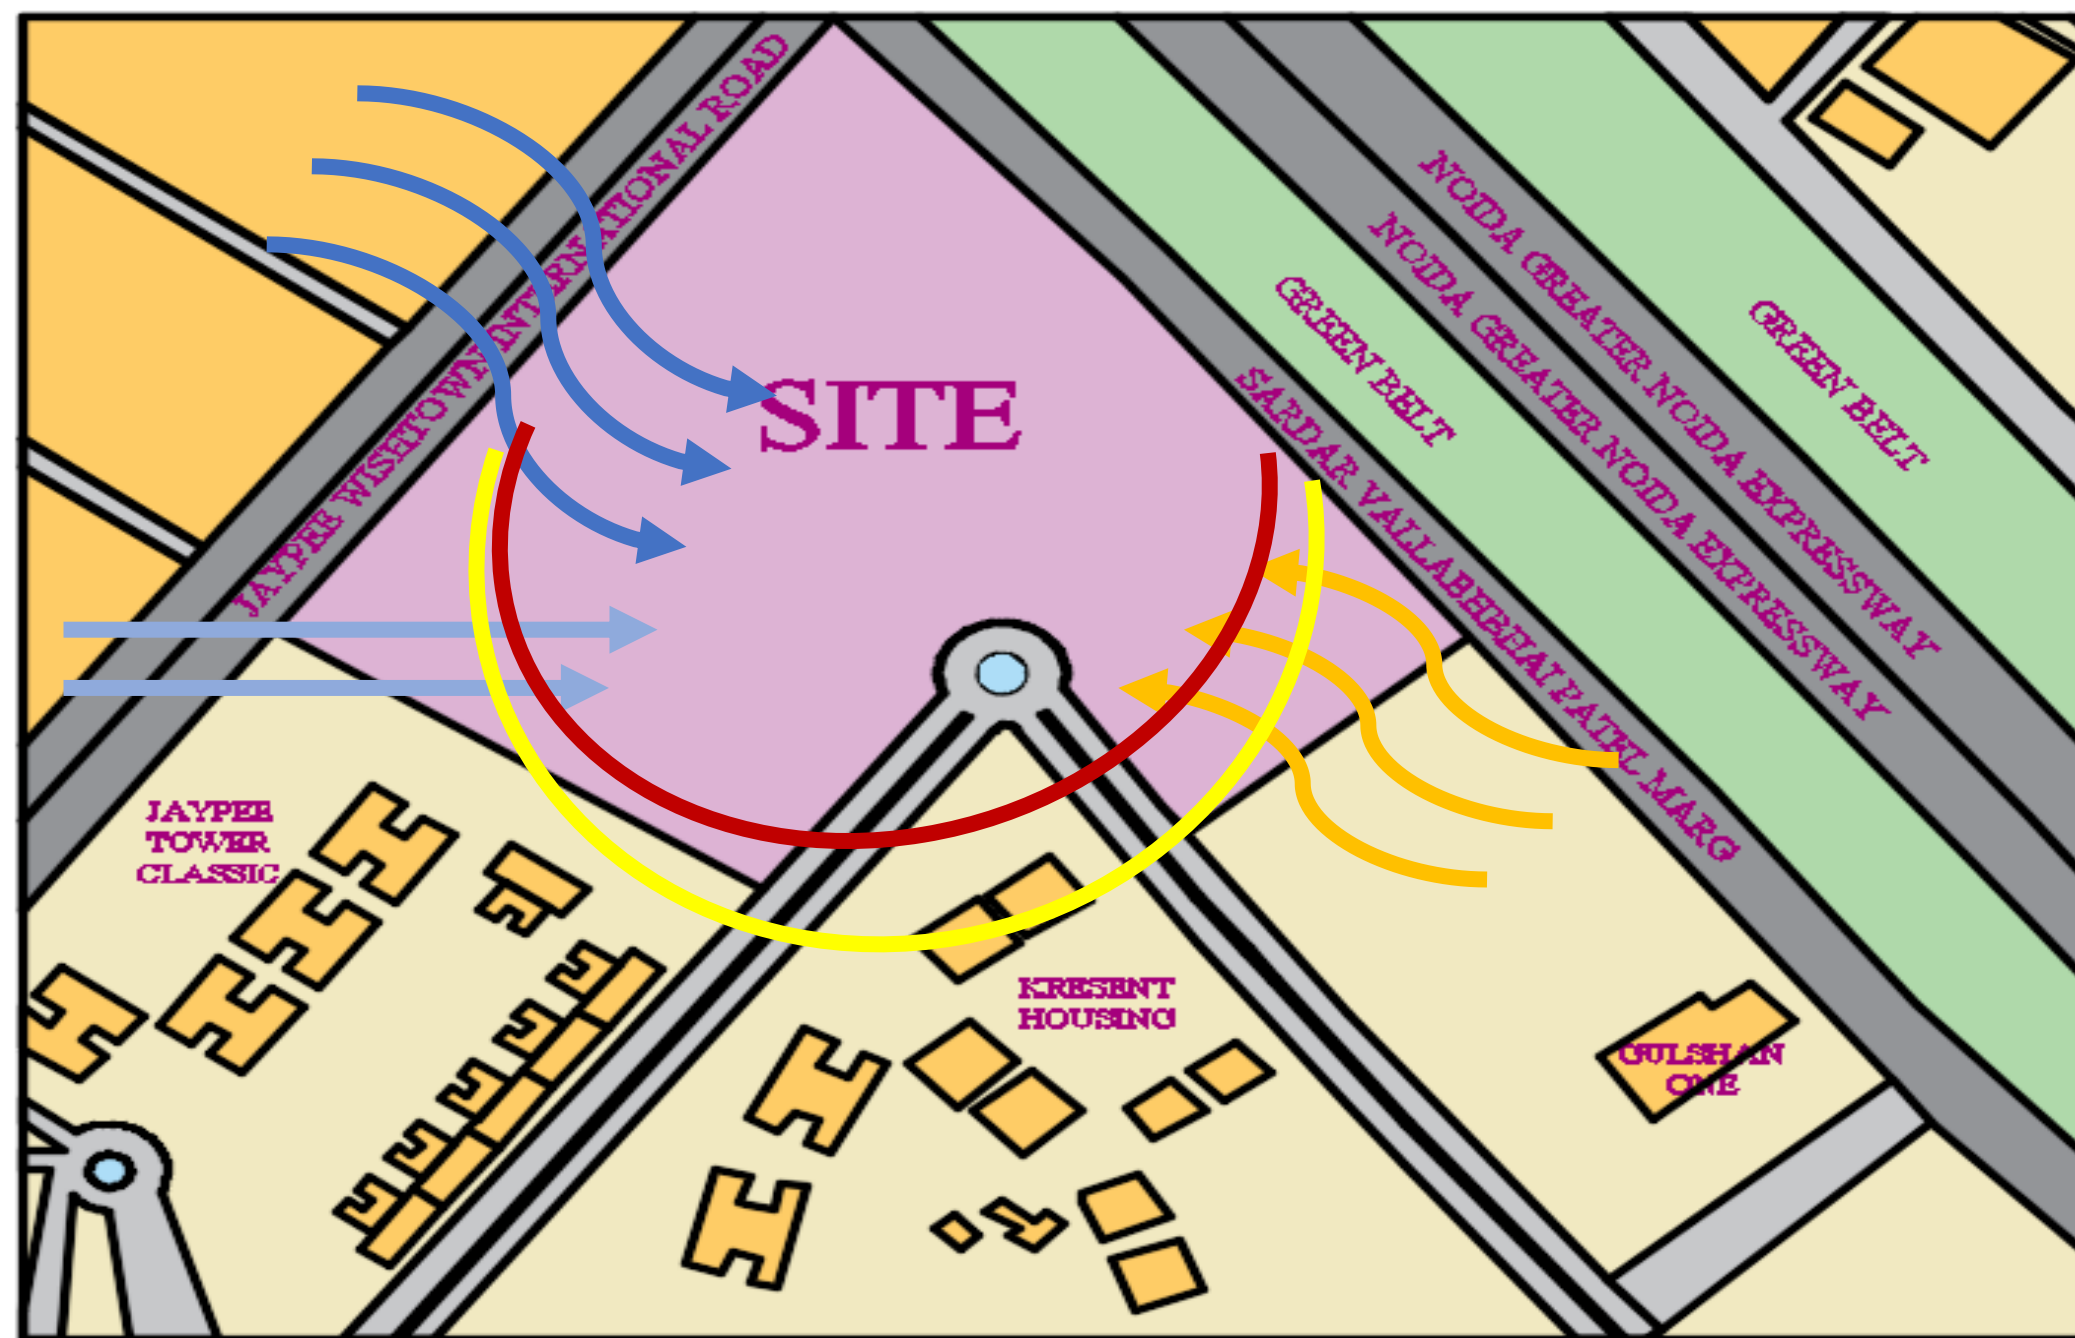 JAYPEE WISHTOWN INTERNATIONAL ROAD
SITE
NOIDA GREATER NOIDA EXPRESSWAY
NOIDA GREATER NOIDA EXPRESSWAY
GREEN BELT
GREEN BELT
SARDAR VALLABHBHAI PATEL MARG
JAYPEE
TOWER
CLASSIC
KRESENT
HOUSING
GULSHAN
ONE